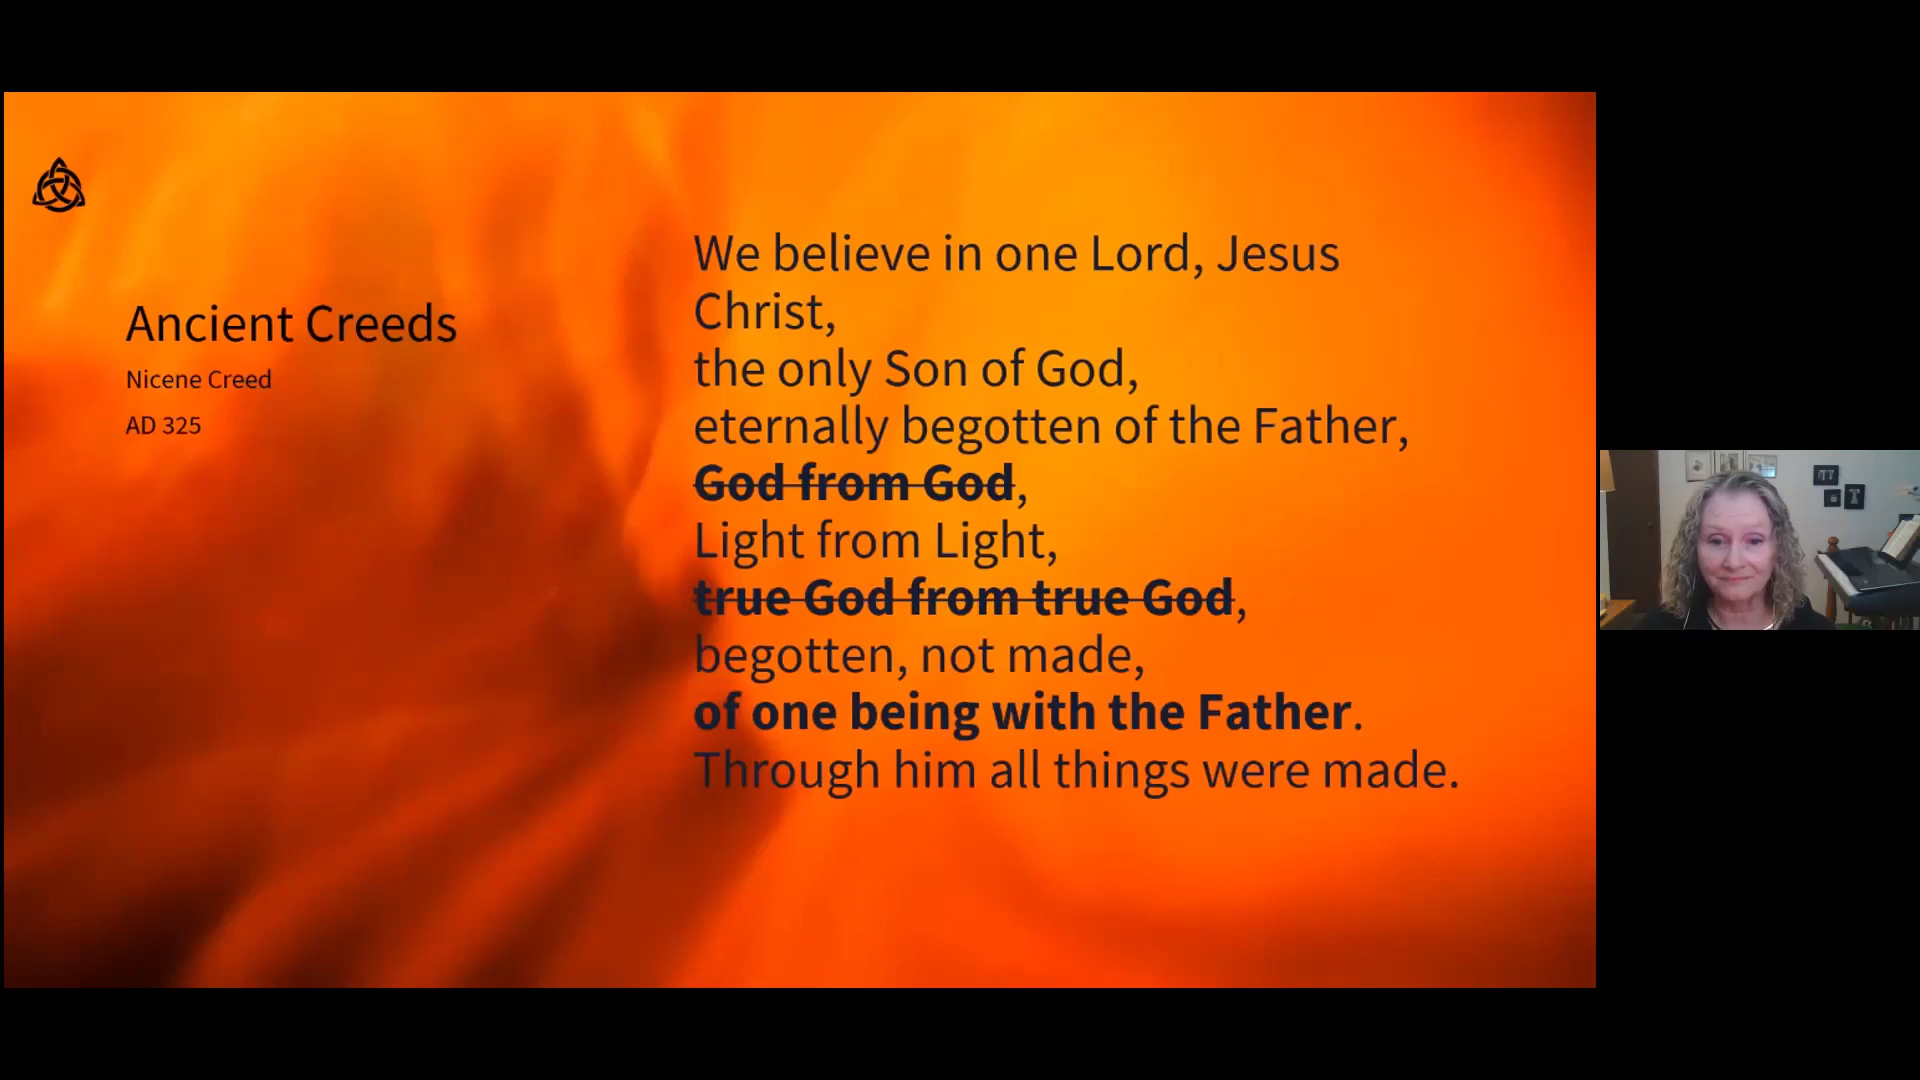 Ancient Creeds
Nicene Creed
AD 325
We believe in one Lord, Jesus
Christ,
the only Son of God,
eternally begotten of the Father,
God from God,
Light from Light,
true God from true God,
begotten, not made,
of one being with the Father.
Through him all things were made.